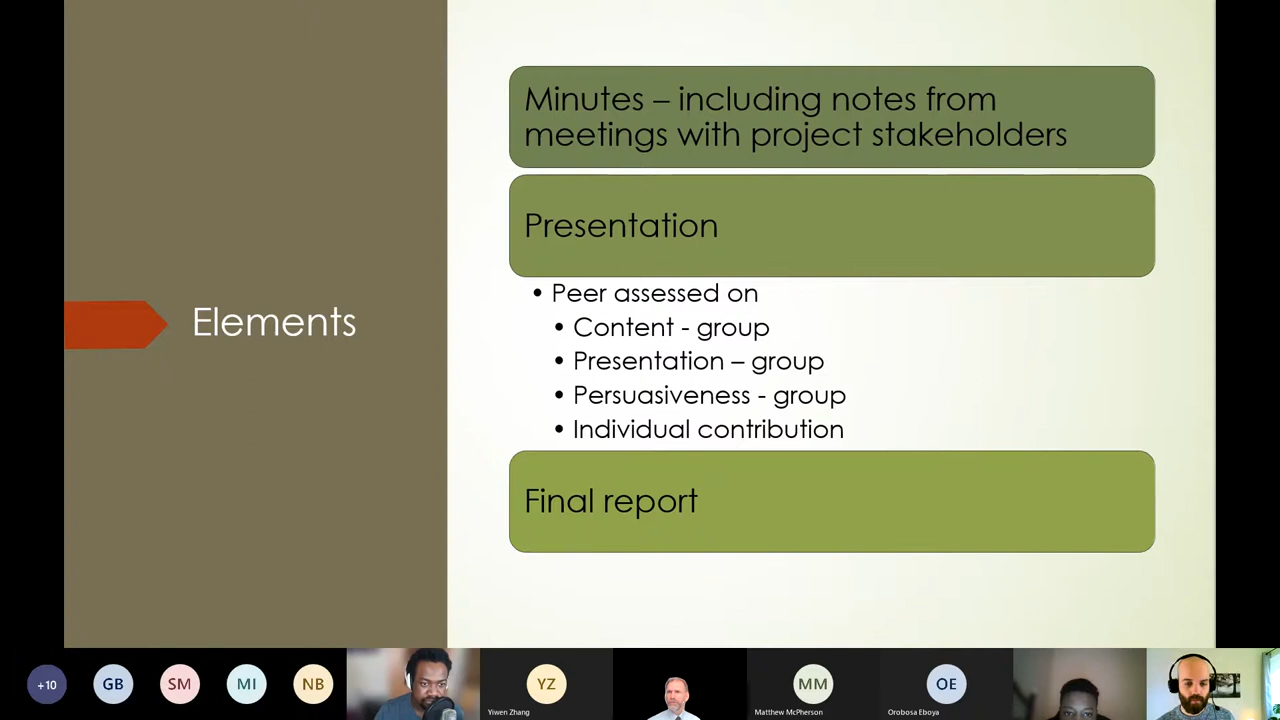 Minutes – including notes from
meetings with project stakeholders
Presentation
• Peer assessed on
• Content - group
• Presentation – group
• Persuasiveness - group
• Individual contribution
Elements
Final report
+10
GB
SM
MI
NB
YZ
Yiwen Zhang
MM
Matthew McPherson
OE
Orobosa Eboya